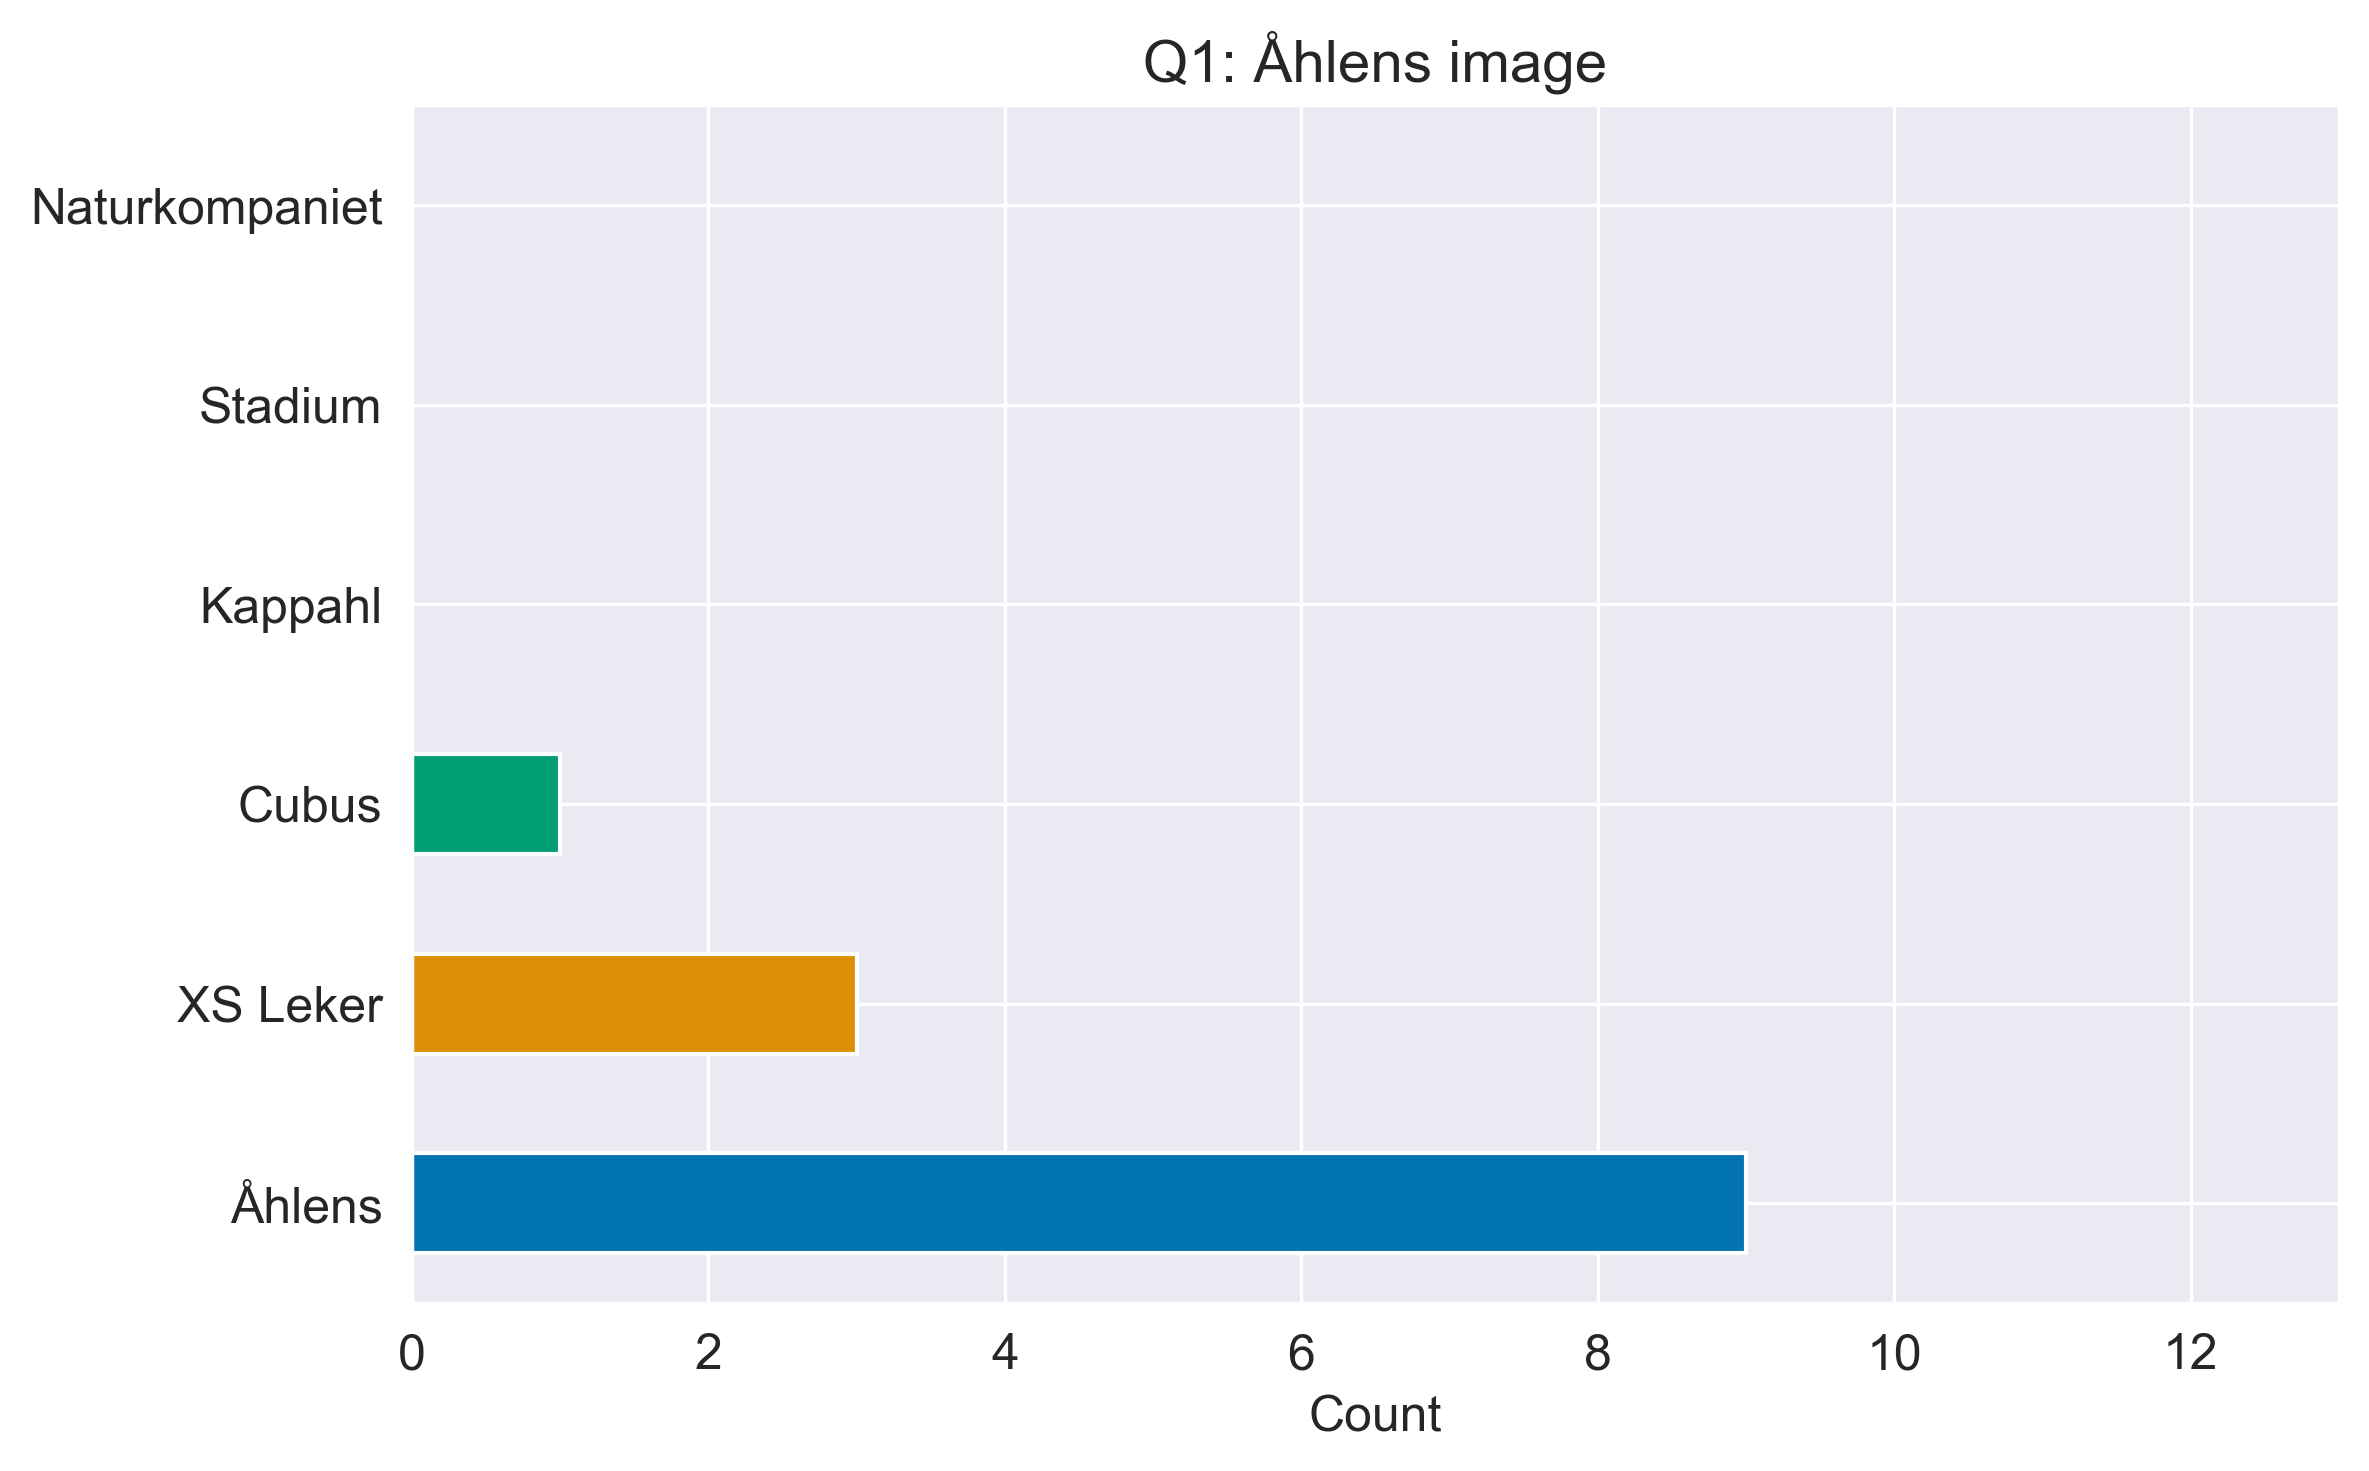 Q1: Åhlens image
Naturkompaniet
Stadium
Kappahl
Cubus
XS Leker
Åhlens
0 2 4 6 8 10 12
Count